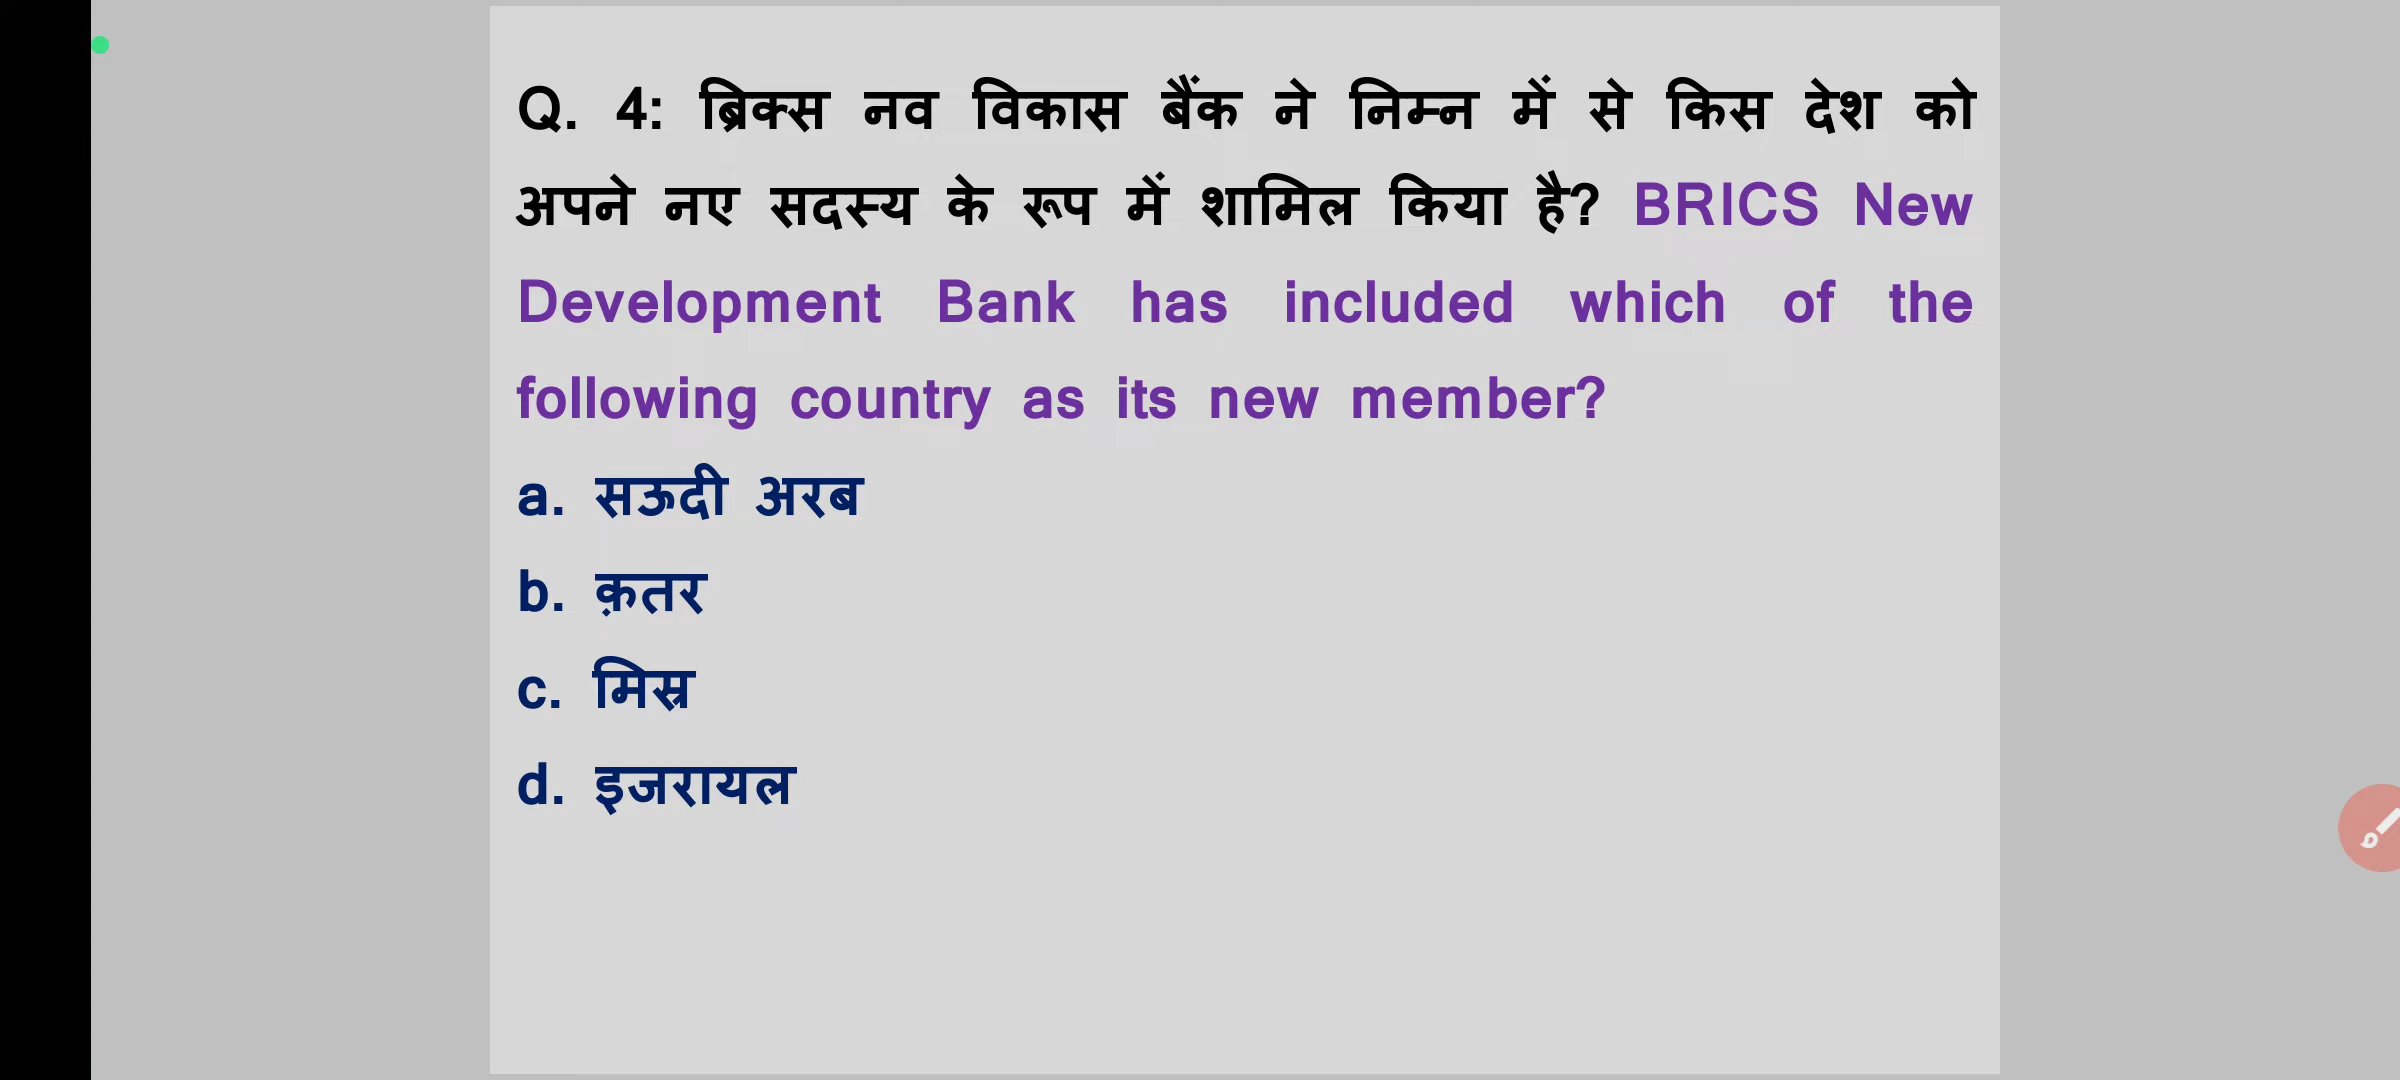 Q. 4: ब्रिक्स नव विकास बैंक ने निम्न में से किस देश को
अपने नए सदस्य के रूप में शामिल किया है? BRICS New
Development Bank has included which of the
following country as its new member?
a. सऊदी अरब
b. क़तर
c. मिस्र
d. इजरायल